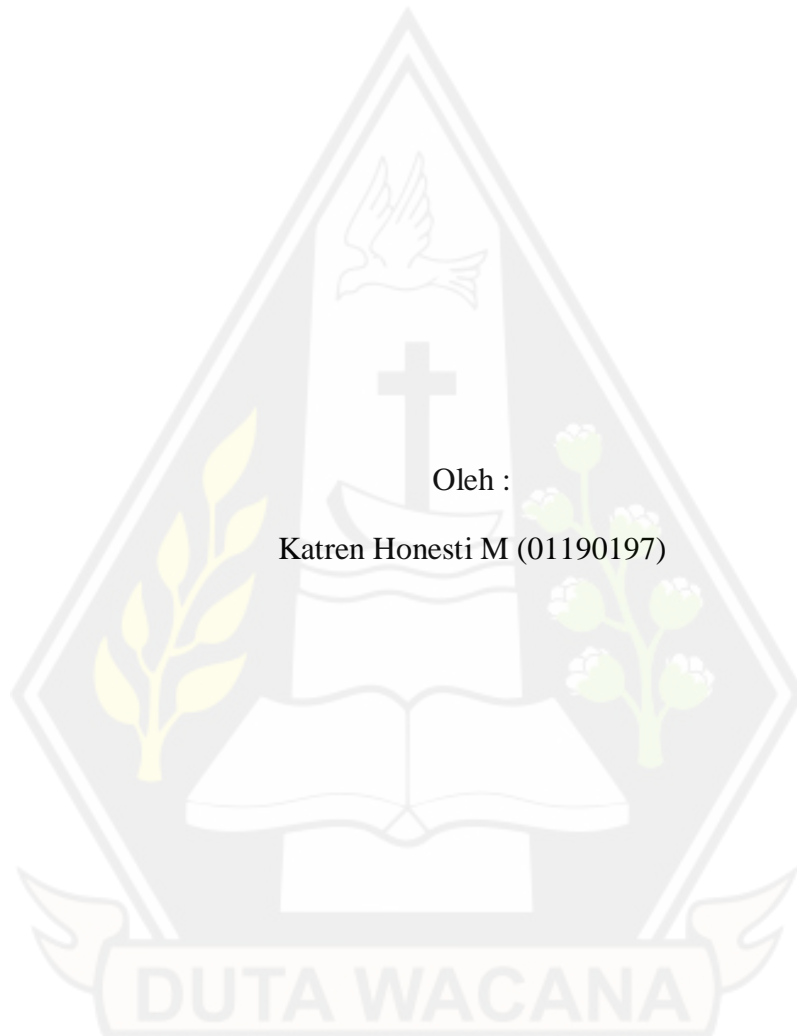 Oleh :
Katren Honesti M (01190197)
DUTA WACANA